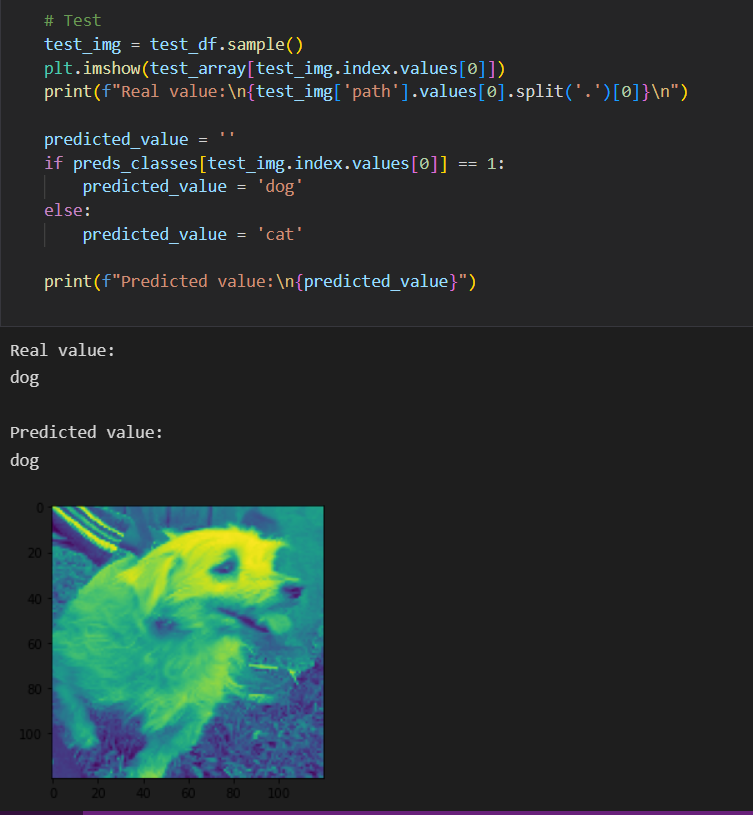 # Test
test_img = test_df.sample()
plt.imshow(test_array[test_img.index.values[0]])
print(f"Real value:\n{test_img['path'].values[0].split('.')[0]}\n")
predicted_value = ''
if preds_classes[test_img.index.values[0]] == 1:
    predicted_value = 'dog'
else:
    predicted_value = 'cat'
print(f"Predicted value:\n{predicted_value}")
Real value:
dog
Predicted value:
dog
0
20
40
60
80
100
0 20 40 60 80 100